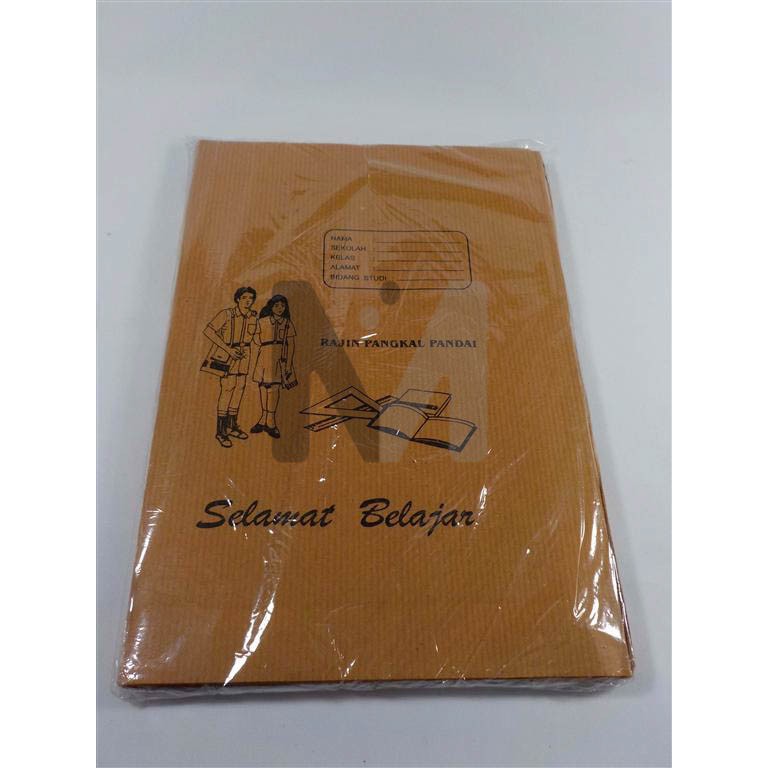 NAMA
SEKOLAH
KELAS
ALAMAT
BIDANG STUDI
RAJIN PANGKAL PANDAI
Selamat Belajar